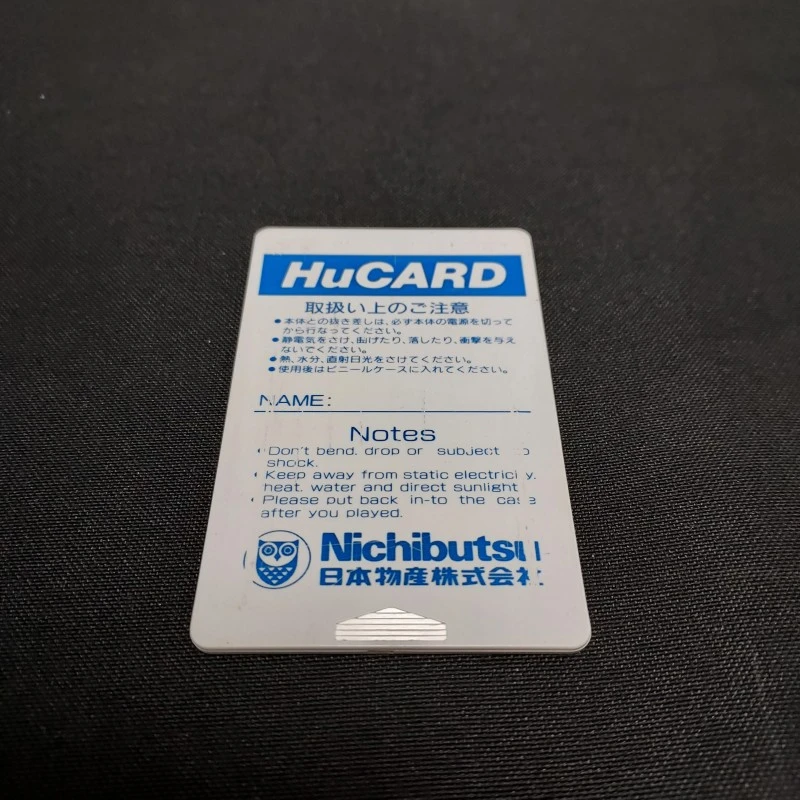 HuCARD
取扱い上のご注意
●本体との抜き差しは、必ず本体の電源を切って
から行なってください。
●静電気をさけ、曲げたり、落したり、衝撃を与え
ないでください。
●熱、水分、直射日光をさけてください。
●使用後はビニールケースに入れてください。
NAME:
Notes
• Don't bend. drop or subject
shock.
• Keep away from static electricity.
heat. water and direct sunlight
• Please put back in-to the case
after you played.
Nichibutsu
日本物産株式会社